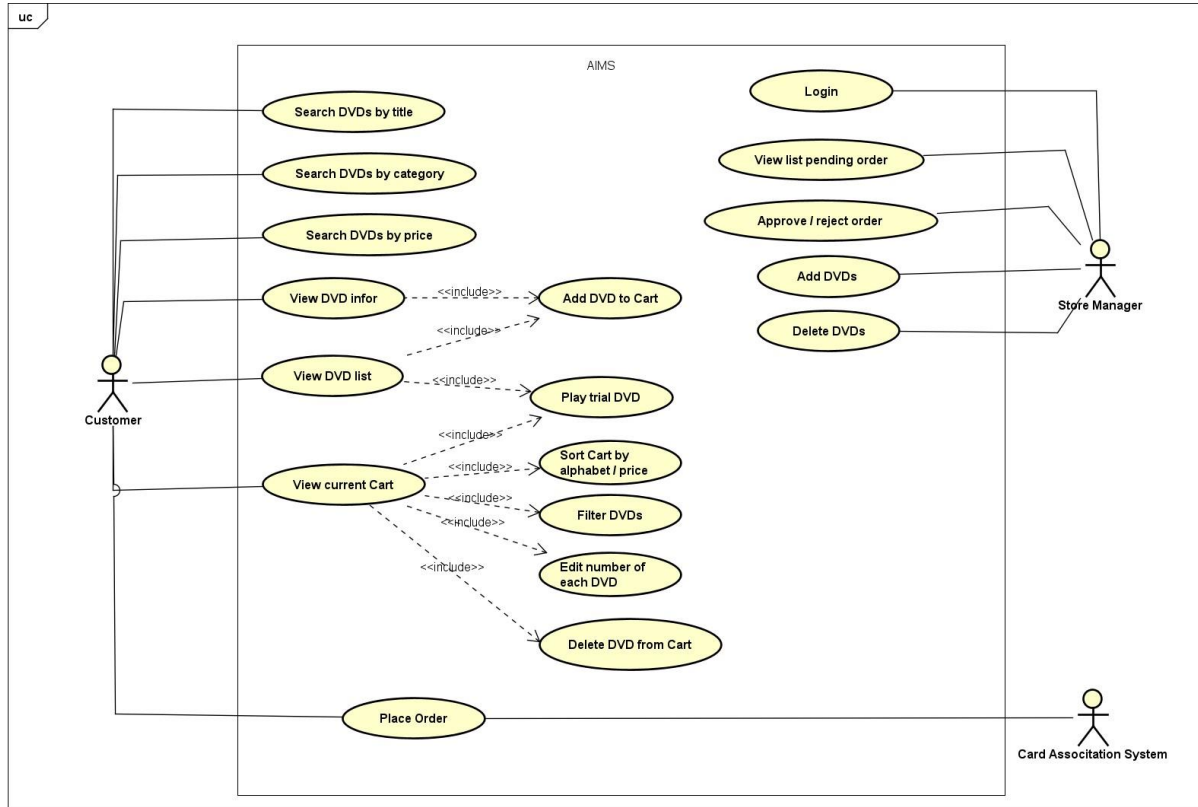 uc
AIMS
Search DVDs by title
Login
Search DVDs by category
View list pending order
Search DVDs by price
Approve / reject order
View DVD infor
<<include>>
Add DVD to Cart
Add DVDs
Store Manager
<<include>>
Delete DVDs
View DVD list
<<include>>
Play trial DVD
Customer
<<include>>
View current Cart
<<include>>
Sort Cart by
alphabet / price
<<include>>
Filter DVDs
<<include>>
Edit number of
each DVD
<<include>>
Delete DVD from Cart
Place Order
Card Associtation System